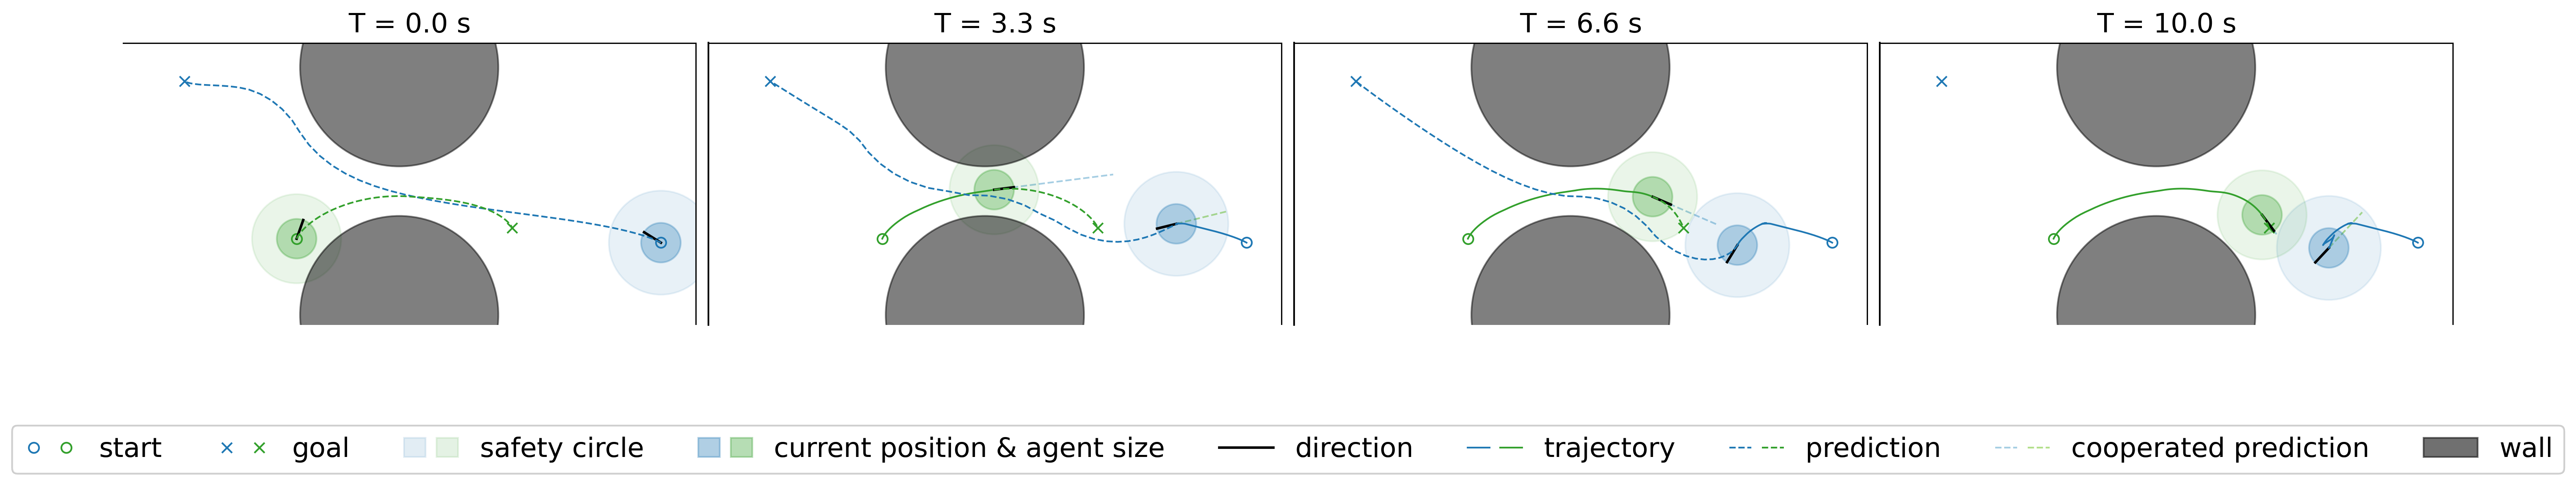 T = 0.0 s
T = 3.3 s
T = 6.6 s
T = 10.0 s
start goal safety circle current position & agent size direction trajectory prediction cooperated prediction wall